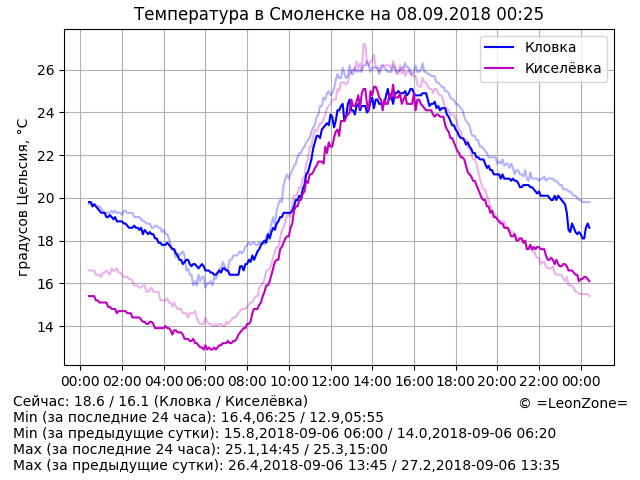 Температура в Смоленске на 08.09.2018 00:25
градусов Цельсия, °C
26
24
22
20
18
16
14
Кловка
Киселёвка
00:00 02:00 04:00 06:00 08:00 10:00 12:00 14:00 16:00 18:00 20:00 22:00 00:00
Сейчас: 18.6 / 16.1 (Кловка / Киселёвка)
© =LeonZone=
Min (за последние 24 часа): 16.4,06:25 / 12.9,05:55
Min (за предыдущие сутки): 15.8,2018-09-06 06:00 / 14.0,2018-09-06 06:20
Max (за последние 24 часа): 25.1,14:45 / 25.3,15:00
Max (за предыдущие сутки): 26.4,2018-09-06 13:45 / 27.2,2018-09-06 13:35